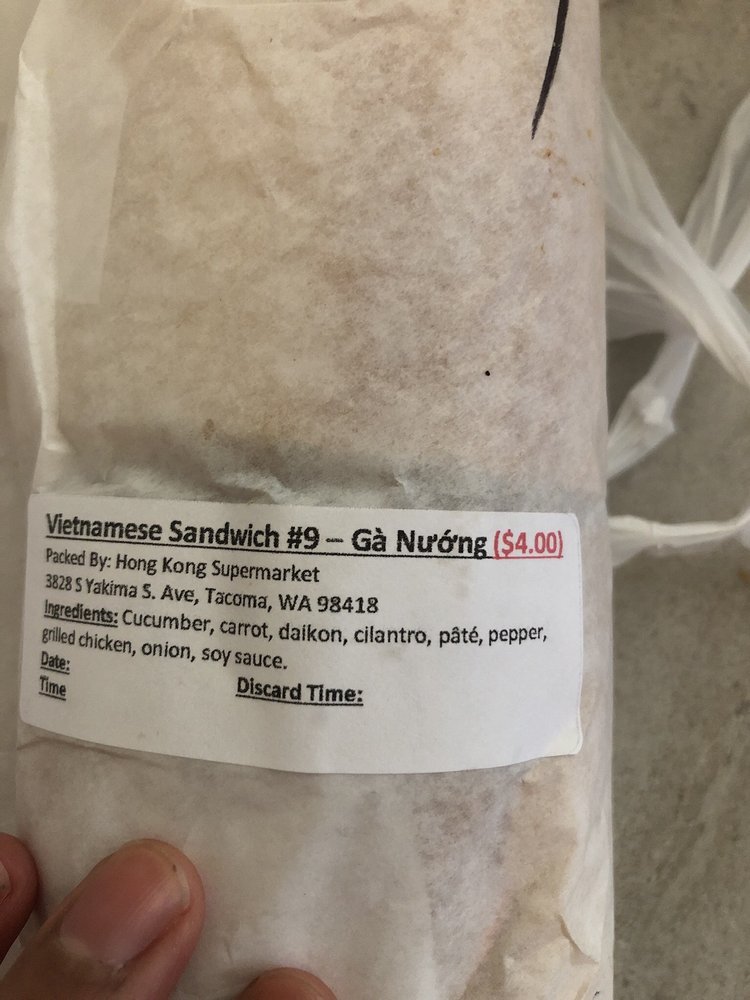 Vietnamese Sandwich #9 – Gà Nướng ($4.00)
Packed By: Hong Kong Supermarket
3828 S Yakima S. Ave, Tacoma, WA 98418
Ingredients: Cucumber, carrot, daikon, cilantro, pâté, pepper,
grilled chicken, onion, soy sauce.
Date:
Time Discard Time: